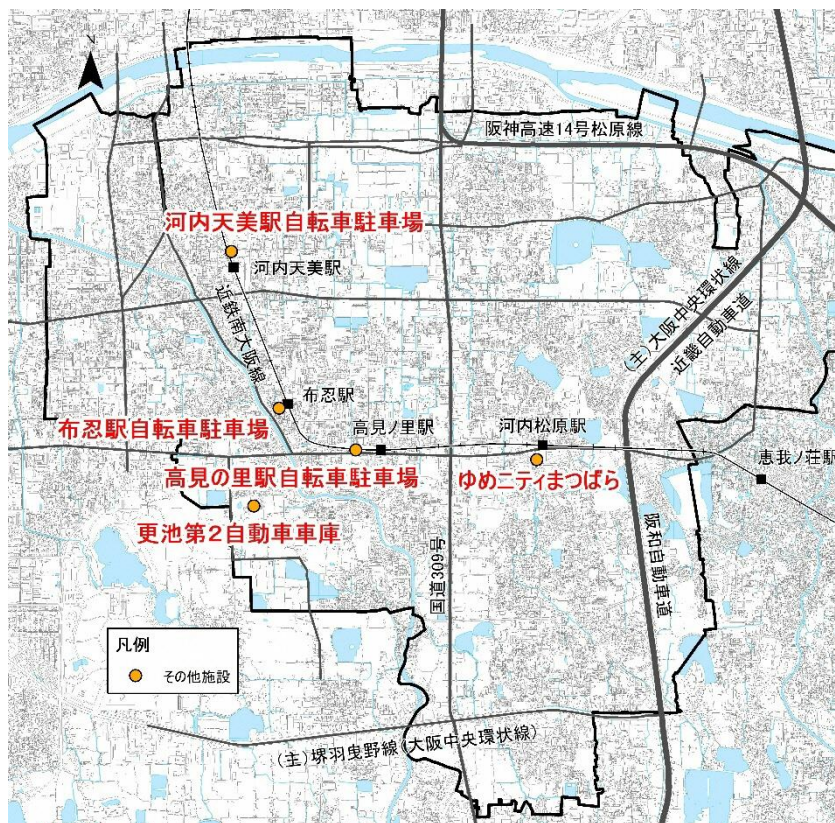 N
阪神高速14号松原線
河内天美駅自転車駐車場
河内天美駅
(主)大阪中央環状線
近畿自動車道
近鉄南大阪線
布忍駅
布忍駅自転車駐車場
高見ノ里駅
河内松原駅
恵我ノ荘駅
高見の里駅自転車駐車場
ゆめニティまつばら
更池第2自動車車庫
国道309号
阪和自動車道
凡例
その他施設
(主)堺羽曳野線(大阪中央環状線)